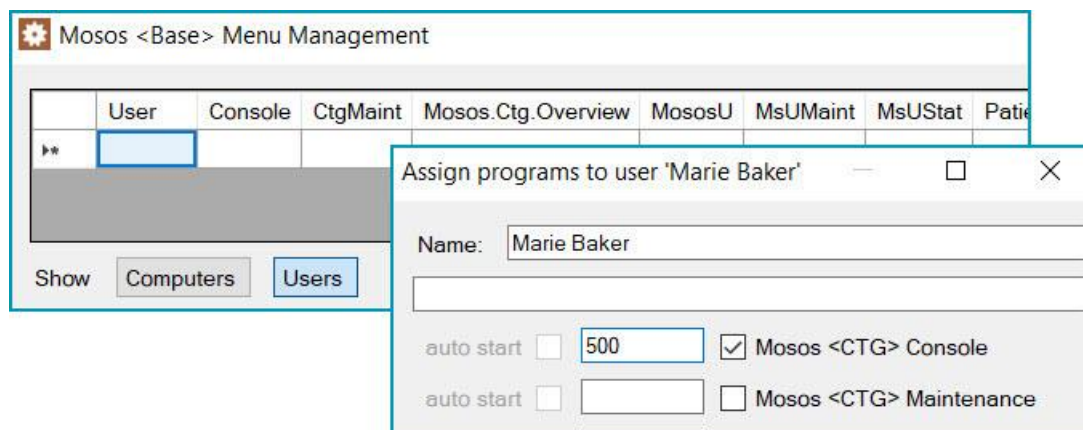 Mosos <Base> Menu Management
User Console CtgMaint Mosos.Ctg.Overview MososU MsUMaint MsUStat Patie
Assign programs to user 'Marie Baker'
Name: Marie Baker
Show Computers Users
auto start 500 Mosos <CTG> Console
auto start Mosos <CTG> Maintenance